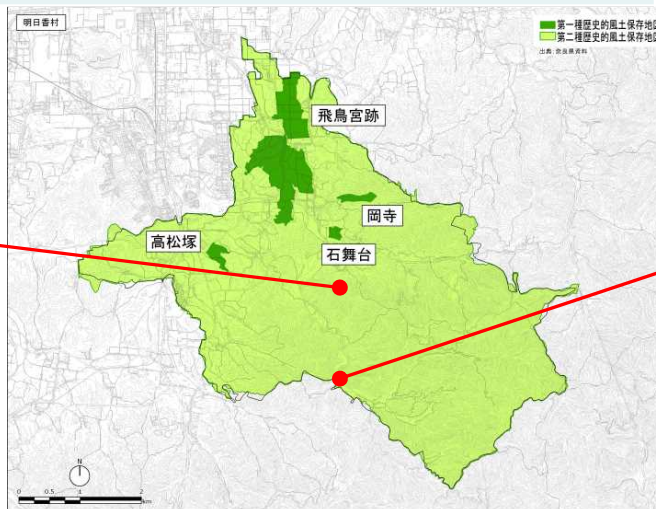 明日香村
第一種歴史的風土保存地区
第二種歴史的風土保存地区
出典:奈良県資料
飛鳥宮跡
岡寺
高松塚
石舞台
N
0 0.5 1 2
km